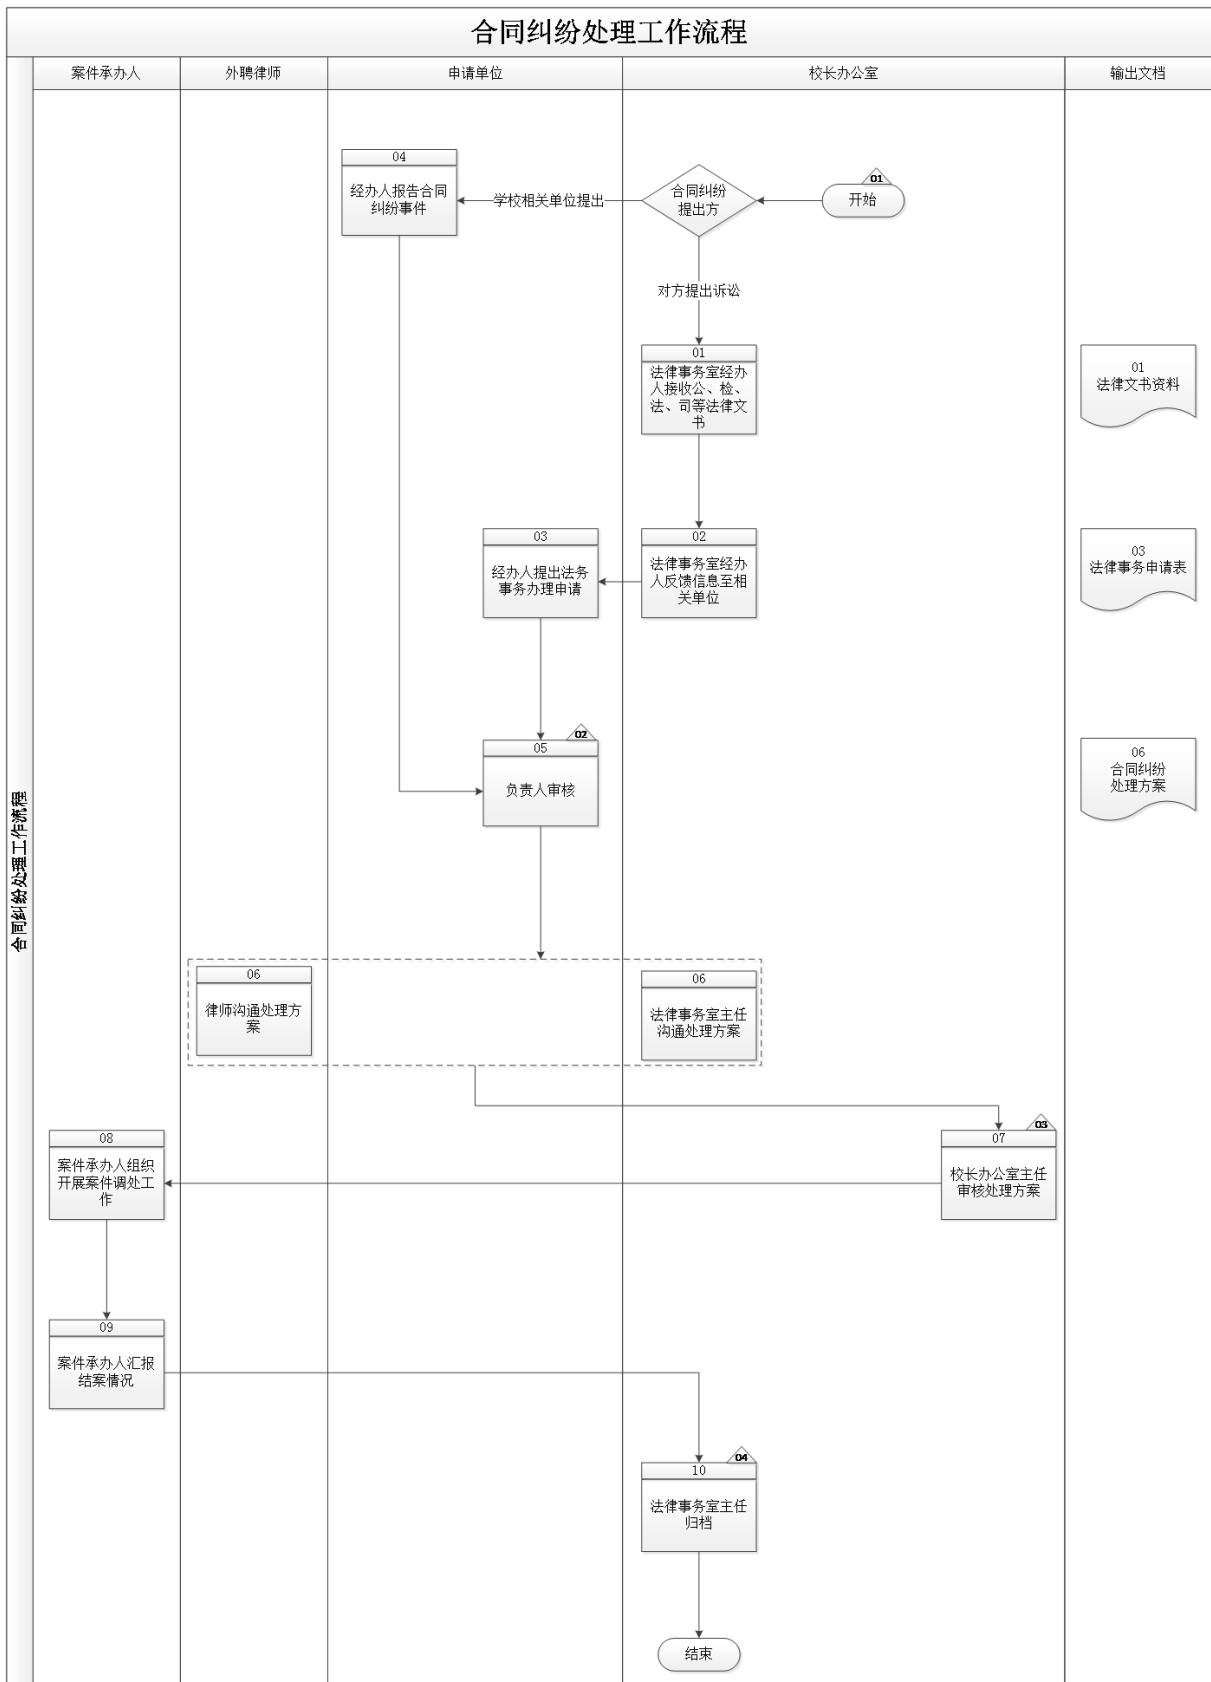 合同纠纷处理工作流程
案件承办人
外聘律师
申请单位
校长办公室
输出文档
合同纠纷处理工作流程
04
经办人报告合同
纠纷事件
学校相关单位提出
合同纠纷
提出方
01
开始
对方提出诉讼
01
法律事务室经办
人接收公、检、
法、司等法律文
书
01
法律文书资料
03
经办人提出法务
事务办理申请
02
法律事务室经办
人反馈信息至相
关单位
03
法律事务申请表
02
05
负责人审核
06
合同纠纷
处理方案
06
律师沟通处理方
案
06
法律事务室主任
沟通处理方案
08
案件承办人组织
开展案件调处工
作
03
07
校长办公室主任
审核处理方案
09
案件承办人汇报
结案情况
04
10
法律事务室主任
归档
结束